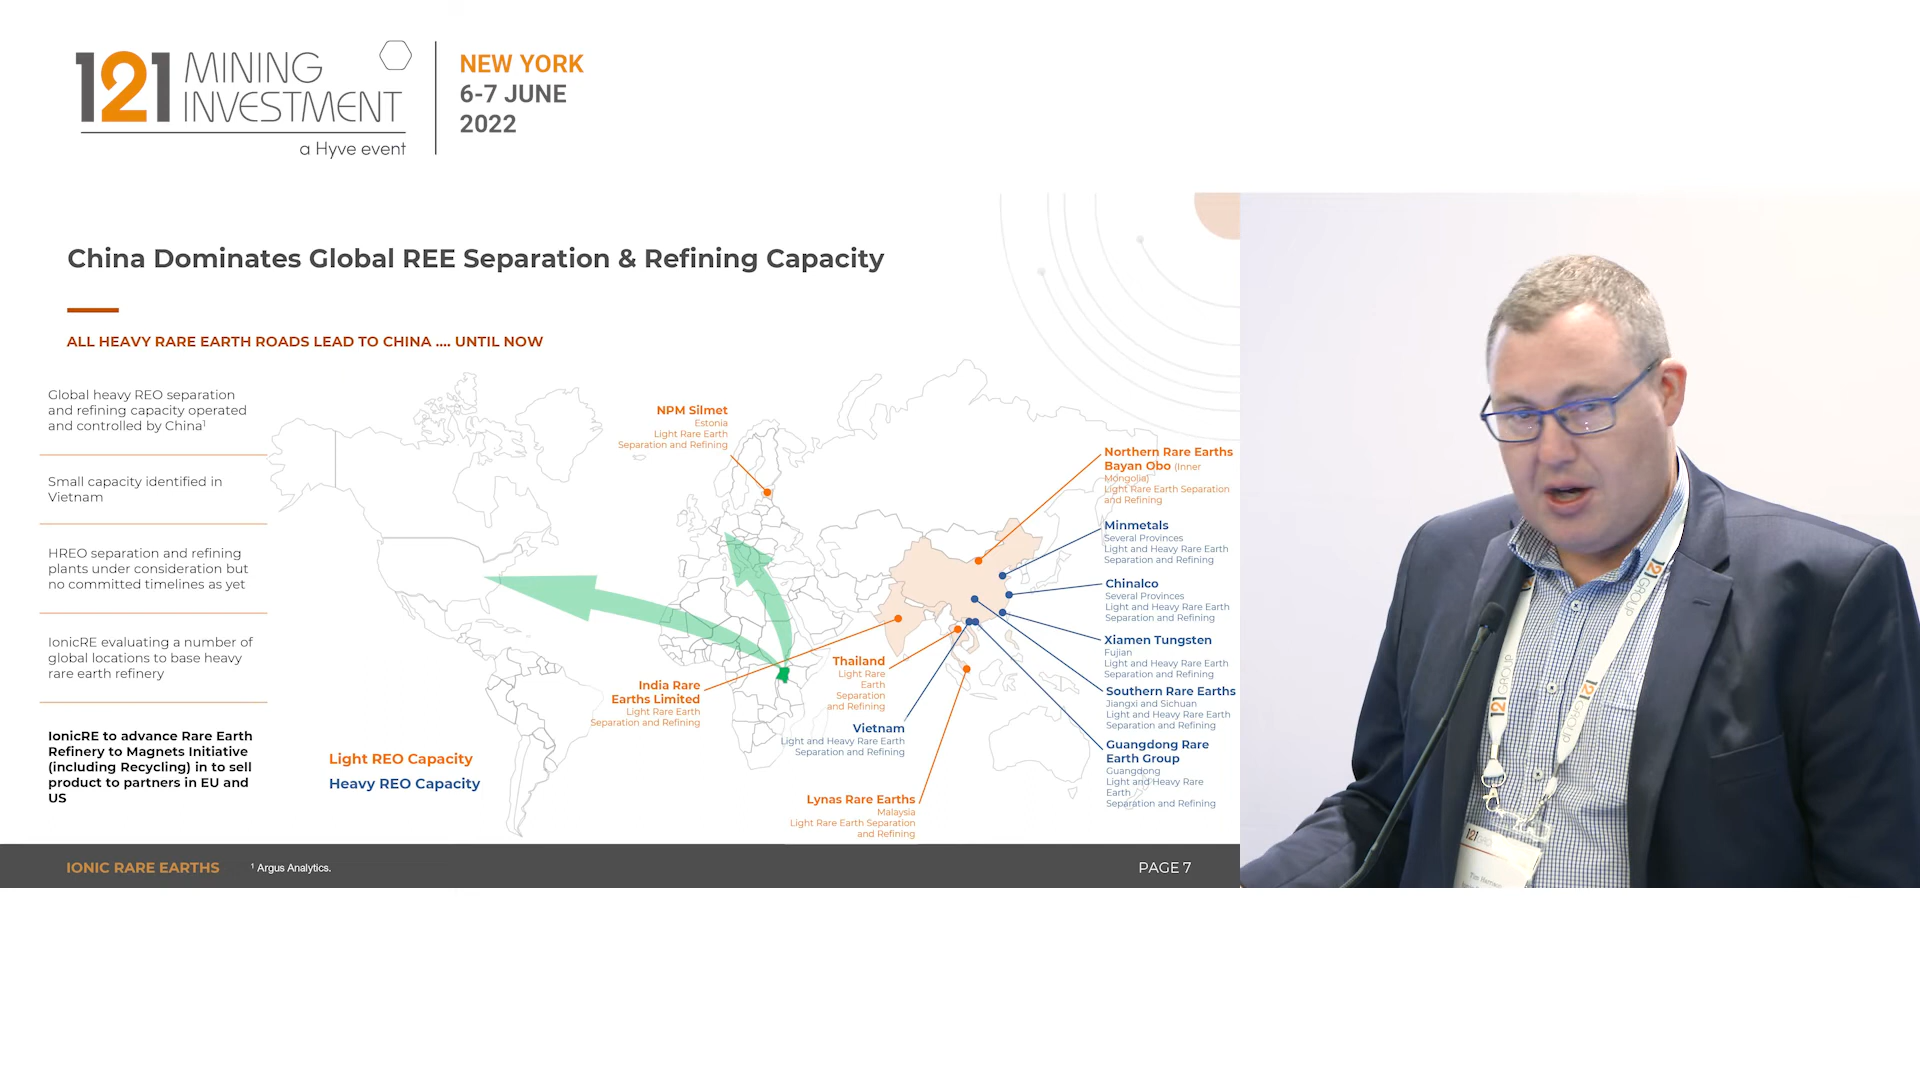 121 MINING
INVESTMENT
a Hyve event
NEW YORK
6-7 JUNE
2022
China Dominates Global REE Separation & Refining Capacity
ALL HEAVY RARE EARTH ROADS LEAD TO CHINA .... UNTIL NOW
Global heavy REO separation
and refining capacity operated
and controlled by China¹
Small capacity identified in
Vietnam
HREO separation and refining
plants under consideration but
no committed timelines as yet
IonicRE evaluating a number of
global locations to base heavy
rare earth refinery
IonicRE to advance Rare Earth
Refinery to Magnets Initiative
(including Recycling) in to sell
product to partners in EU and
US
Light REO Capacity
Heavy REO Capacity
NPM Silmet
Estonia
Light Rare Earth
Separation and Refining
India Rare
Earths Limited
Light Rare Earth
Separation and Refining
Thailand
Light Rare
Earth
Separation
and Refining
Vietnam
Light and Heavy Rare Earth
Separation and Refining
Lynas Rare Earths
Malaysia
Light Rare Earth Separation
and Refining
Northern Rare Earths
Bayan Obo (Inner
Mongolia)
Light Rare Earth Separation
and Refining
Minmetals
Several Provinces
Light and Heavy Rare Earth
Separation and Refining
Chinalco
Several Provinces
Light and Heavy Rare Earth
Separation and Refining
Xiamen Tungsten
Fujian
Light and Heavy Rare Earth
Separation and Refining
Southern Rare Earths
Jiangxi and Sichuan
Light and Heavy Rare Earth
Separation and Refining
Guangdong Rare
Earth Group
Guangdong
Light and Heavy Rare
Earth
Separation and Refining
IONIC RARE EARTHS
¹ Argus Analytics.
PAGE 7
121 GROUP
121 GROUP
121 GROUP
121